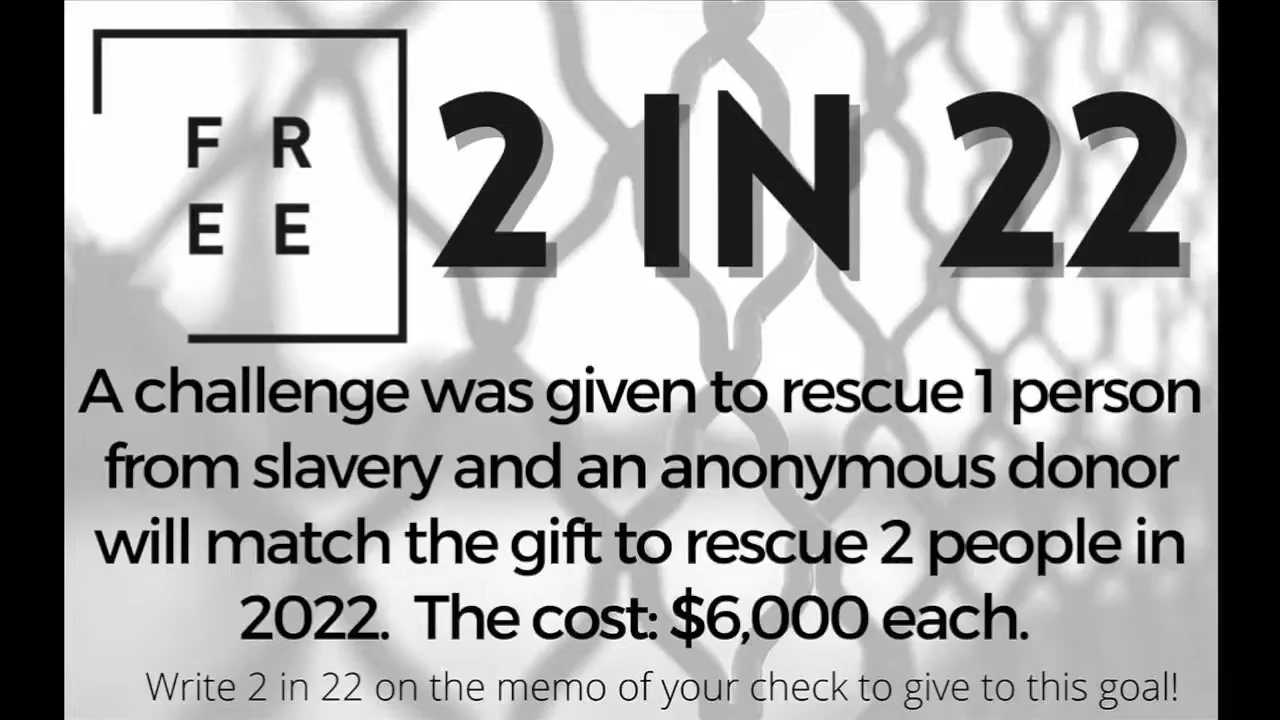 F R
E E
2 IN 22
A challenge was given to rescue 1 person
from slavery and an anonymous donor
will match the gift to rescue 2 people in
2022. The cost: $6,000 each.
Write 2 in 22 on the memo of your check to give to this goal!